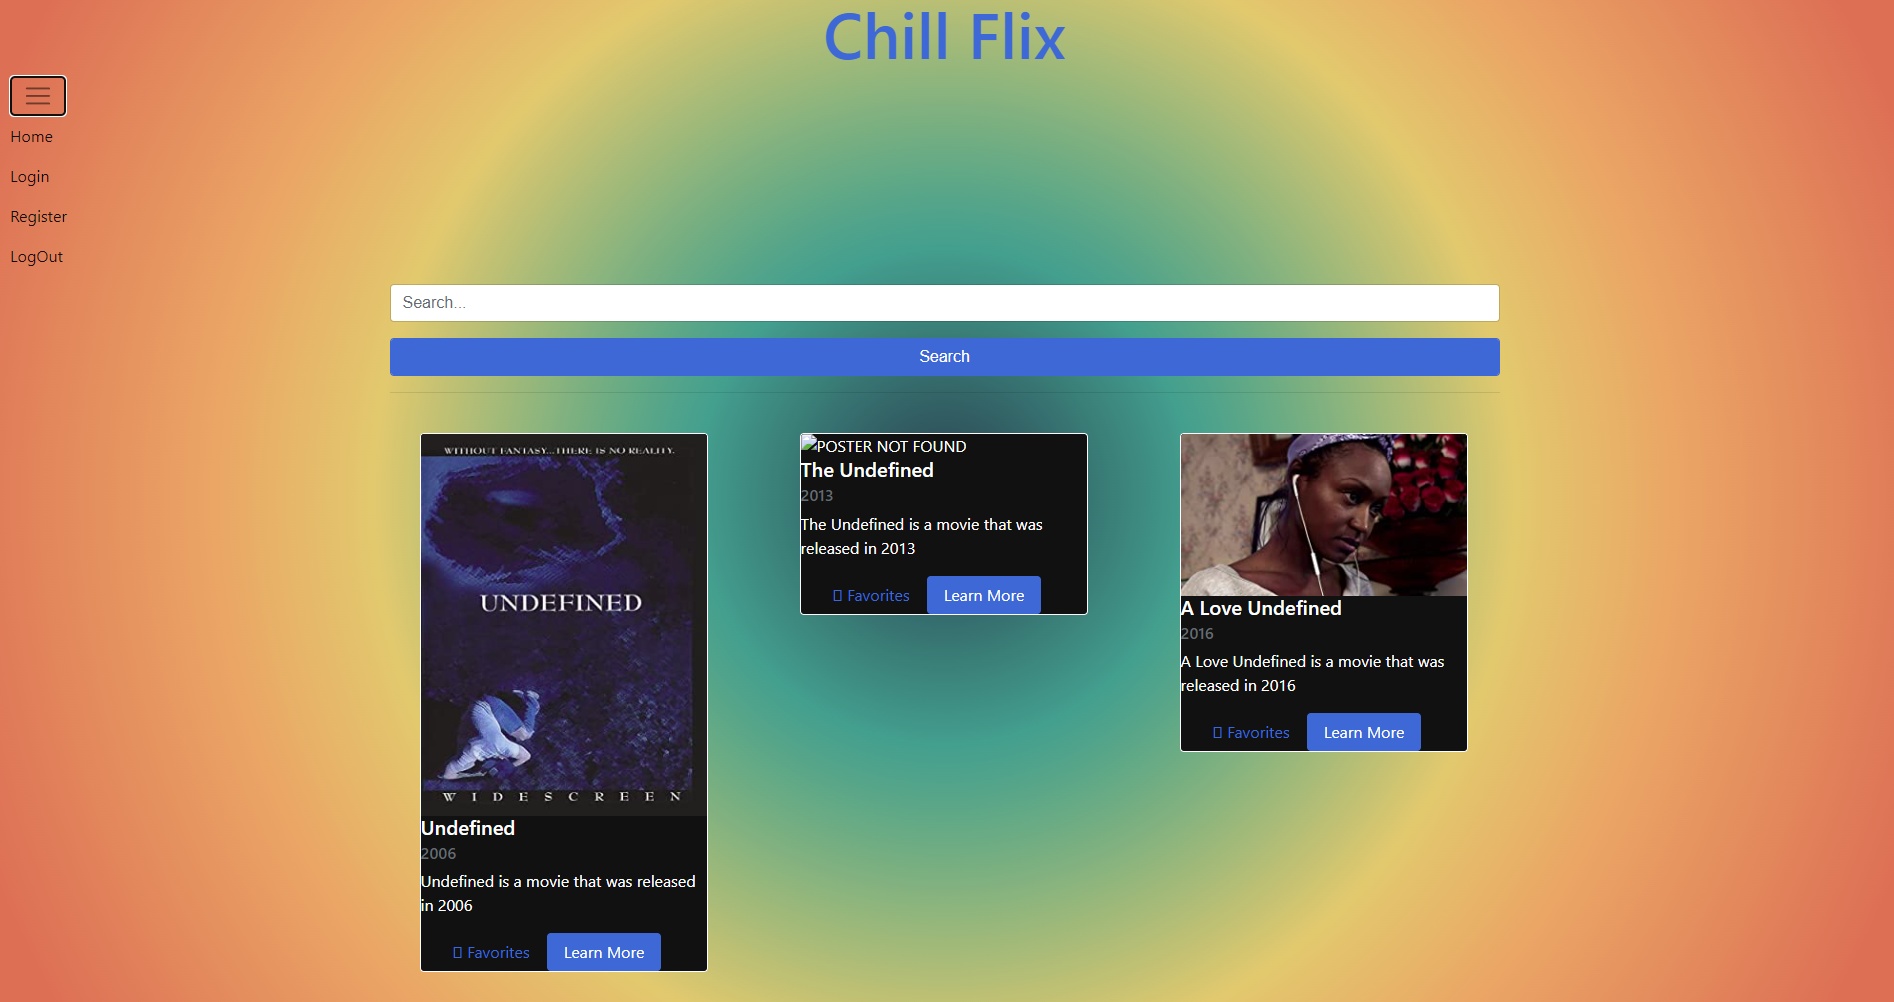 Chill Flix
Home
Login
Register
LogOut
Search...
Search
WITHOUT FANTASY...THERE IS NO REALITY.
UNDEFINED
WIDESCREEN
Undefined
2006
Undefined is a movie that was released
in 2006
Favorites
Learn More
POSTER NOT FOUND
The Undefined
2013
The Undefined is a movie that was
released in 2013
Favorites
Learn More
A Love Undefined
2016
A Love Undefined is a movie that was
released in 2016
Favorites
Learn More